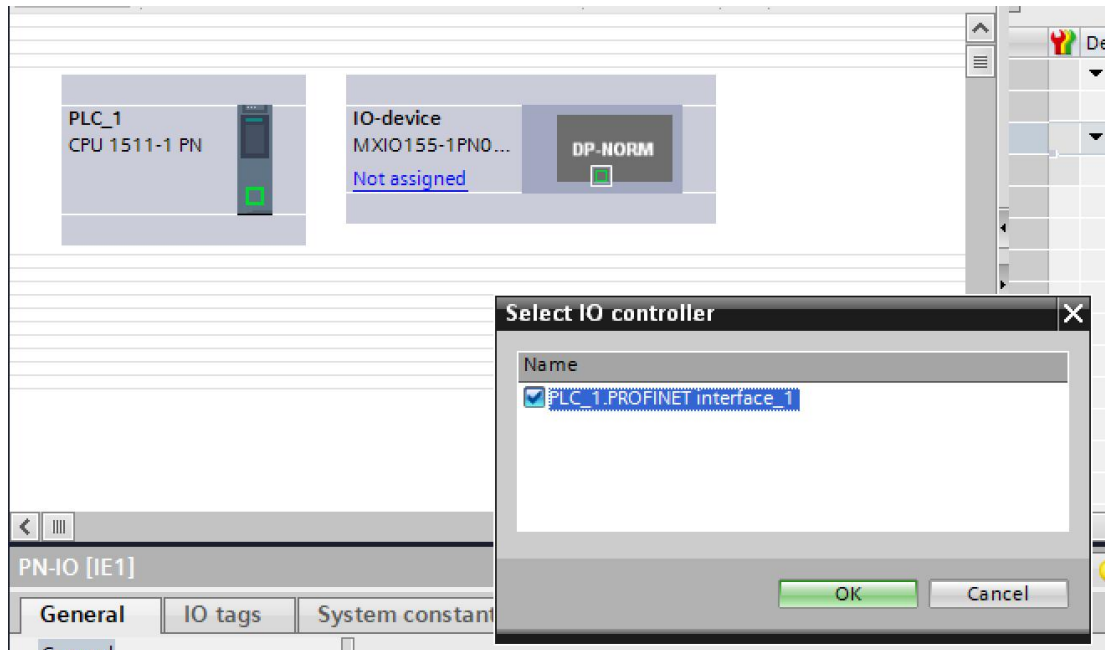 De
PLC_1
CPU 1511-1 PN
IO-device
MXIO155-1PN0...
Not assigned
DP-NORM
Select IO controller
Name
PLC_1.PROFINET interface_1
OK
Cancel
PN-IO [IE1]
General
IO tags
System constant